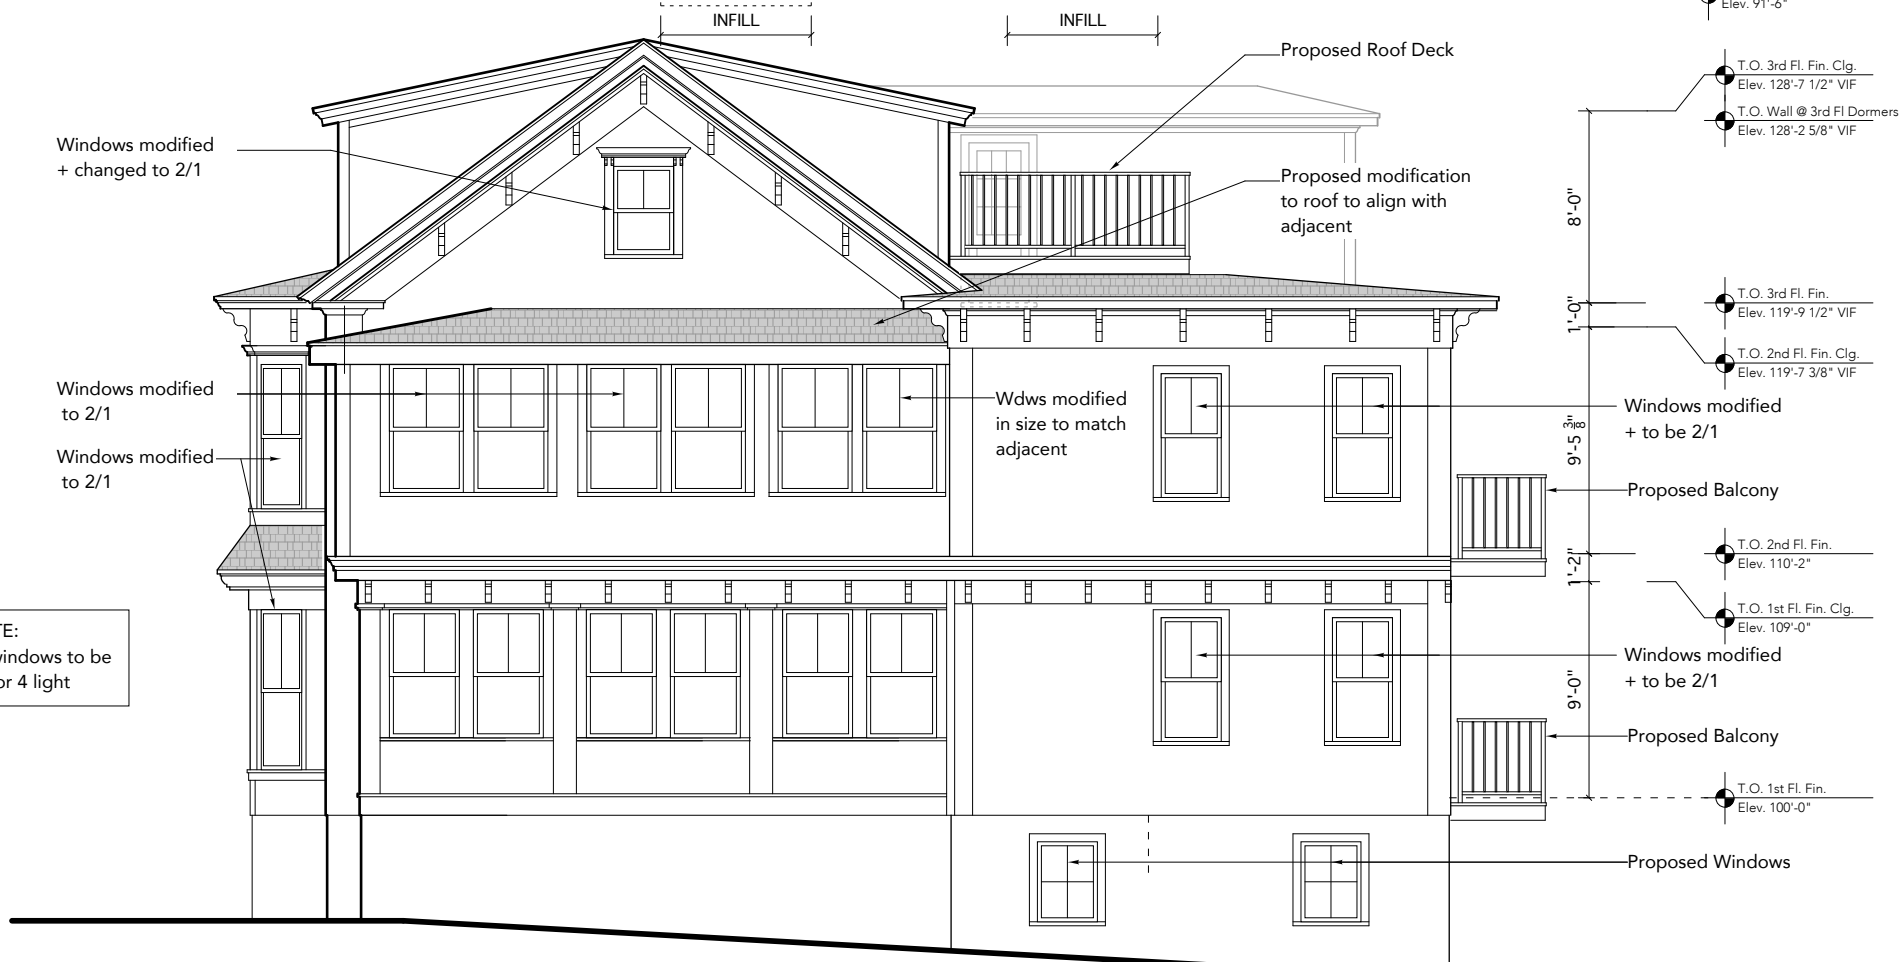 INFILL
INFILL
Elev. 91'-6"
Proposed Roof Deck
T.O. 3rd Fl. Fin. Clg.
Elev. 128'-7 1/2" VIF
T.O. Wall @ 3rd Fl Dormers
Elev. 128'-2 5/8" VIF
Windows modified
+ changed to 2/1
Proposed modification
to roof to align with
adjacent
8'-0"
T.O. 3rd Fl. Fin.
Elev. 119'-9 1/2" VIF
1'-0"
T.O. 2nd Fl. Fin. Clg.
Elev. 119'-7 3/8" VIF
Windows modified
to 2/1
Wdws modified
in size to match
adjacent
Windows modified
+ to be 2/1
9'-5 3/8"
Windows modified
to 2/1
Proposed Balcony
T.O. 2nd Fl. Fin.
Elev. 110'-2"
1'-2"
T.O. 1st Fl. Fin. Clg.
Elev. 109'-0"
TE:
windows to be
or 4 light
Windows modified
+ to be 2/1
9'-0"
Proposed Balcony
T.O. 1st Fl. Fin.
Elev. 100'-0"
Proposed Windows